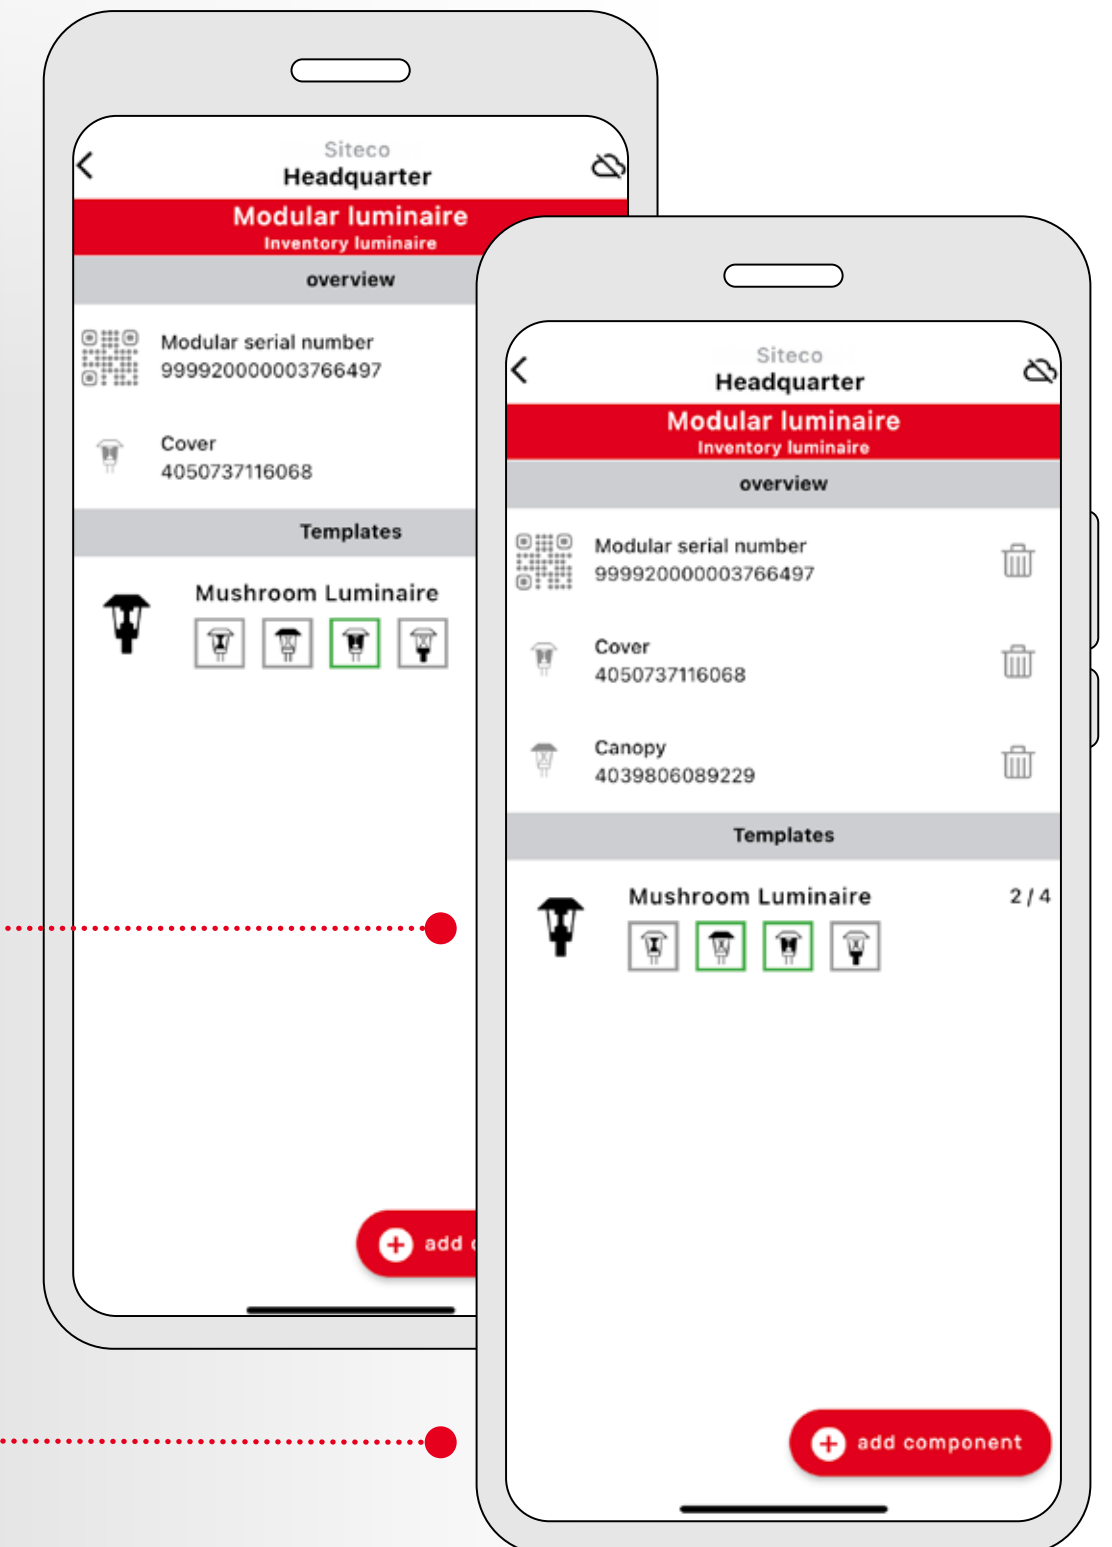 Siteco
Headquarter
Modular luminaire
Inventory luminaire
overview
Modular serial number
999920000003766497
Cover
4050737116068
Templates
Mushroom Luminaire
add
Siteco
Headquarter
Modular luminaire
Inventory luminaire
overview
Modular serial number
999920000003766497
Cover
4050737116068
Canopy
4039806089229
Templates
Mushroom Luminaire 2 / 4
add component